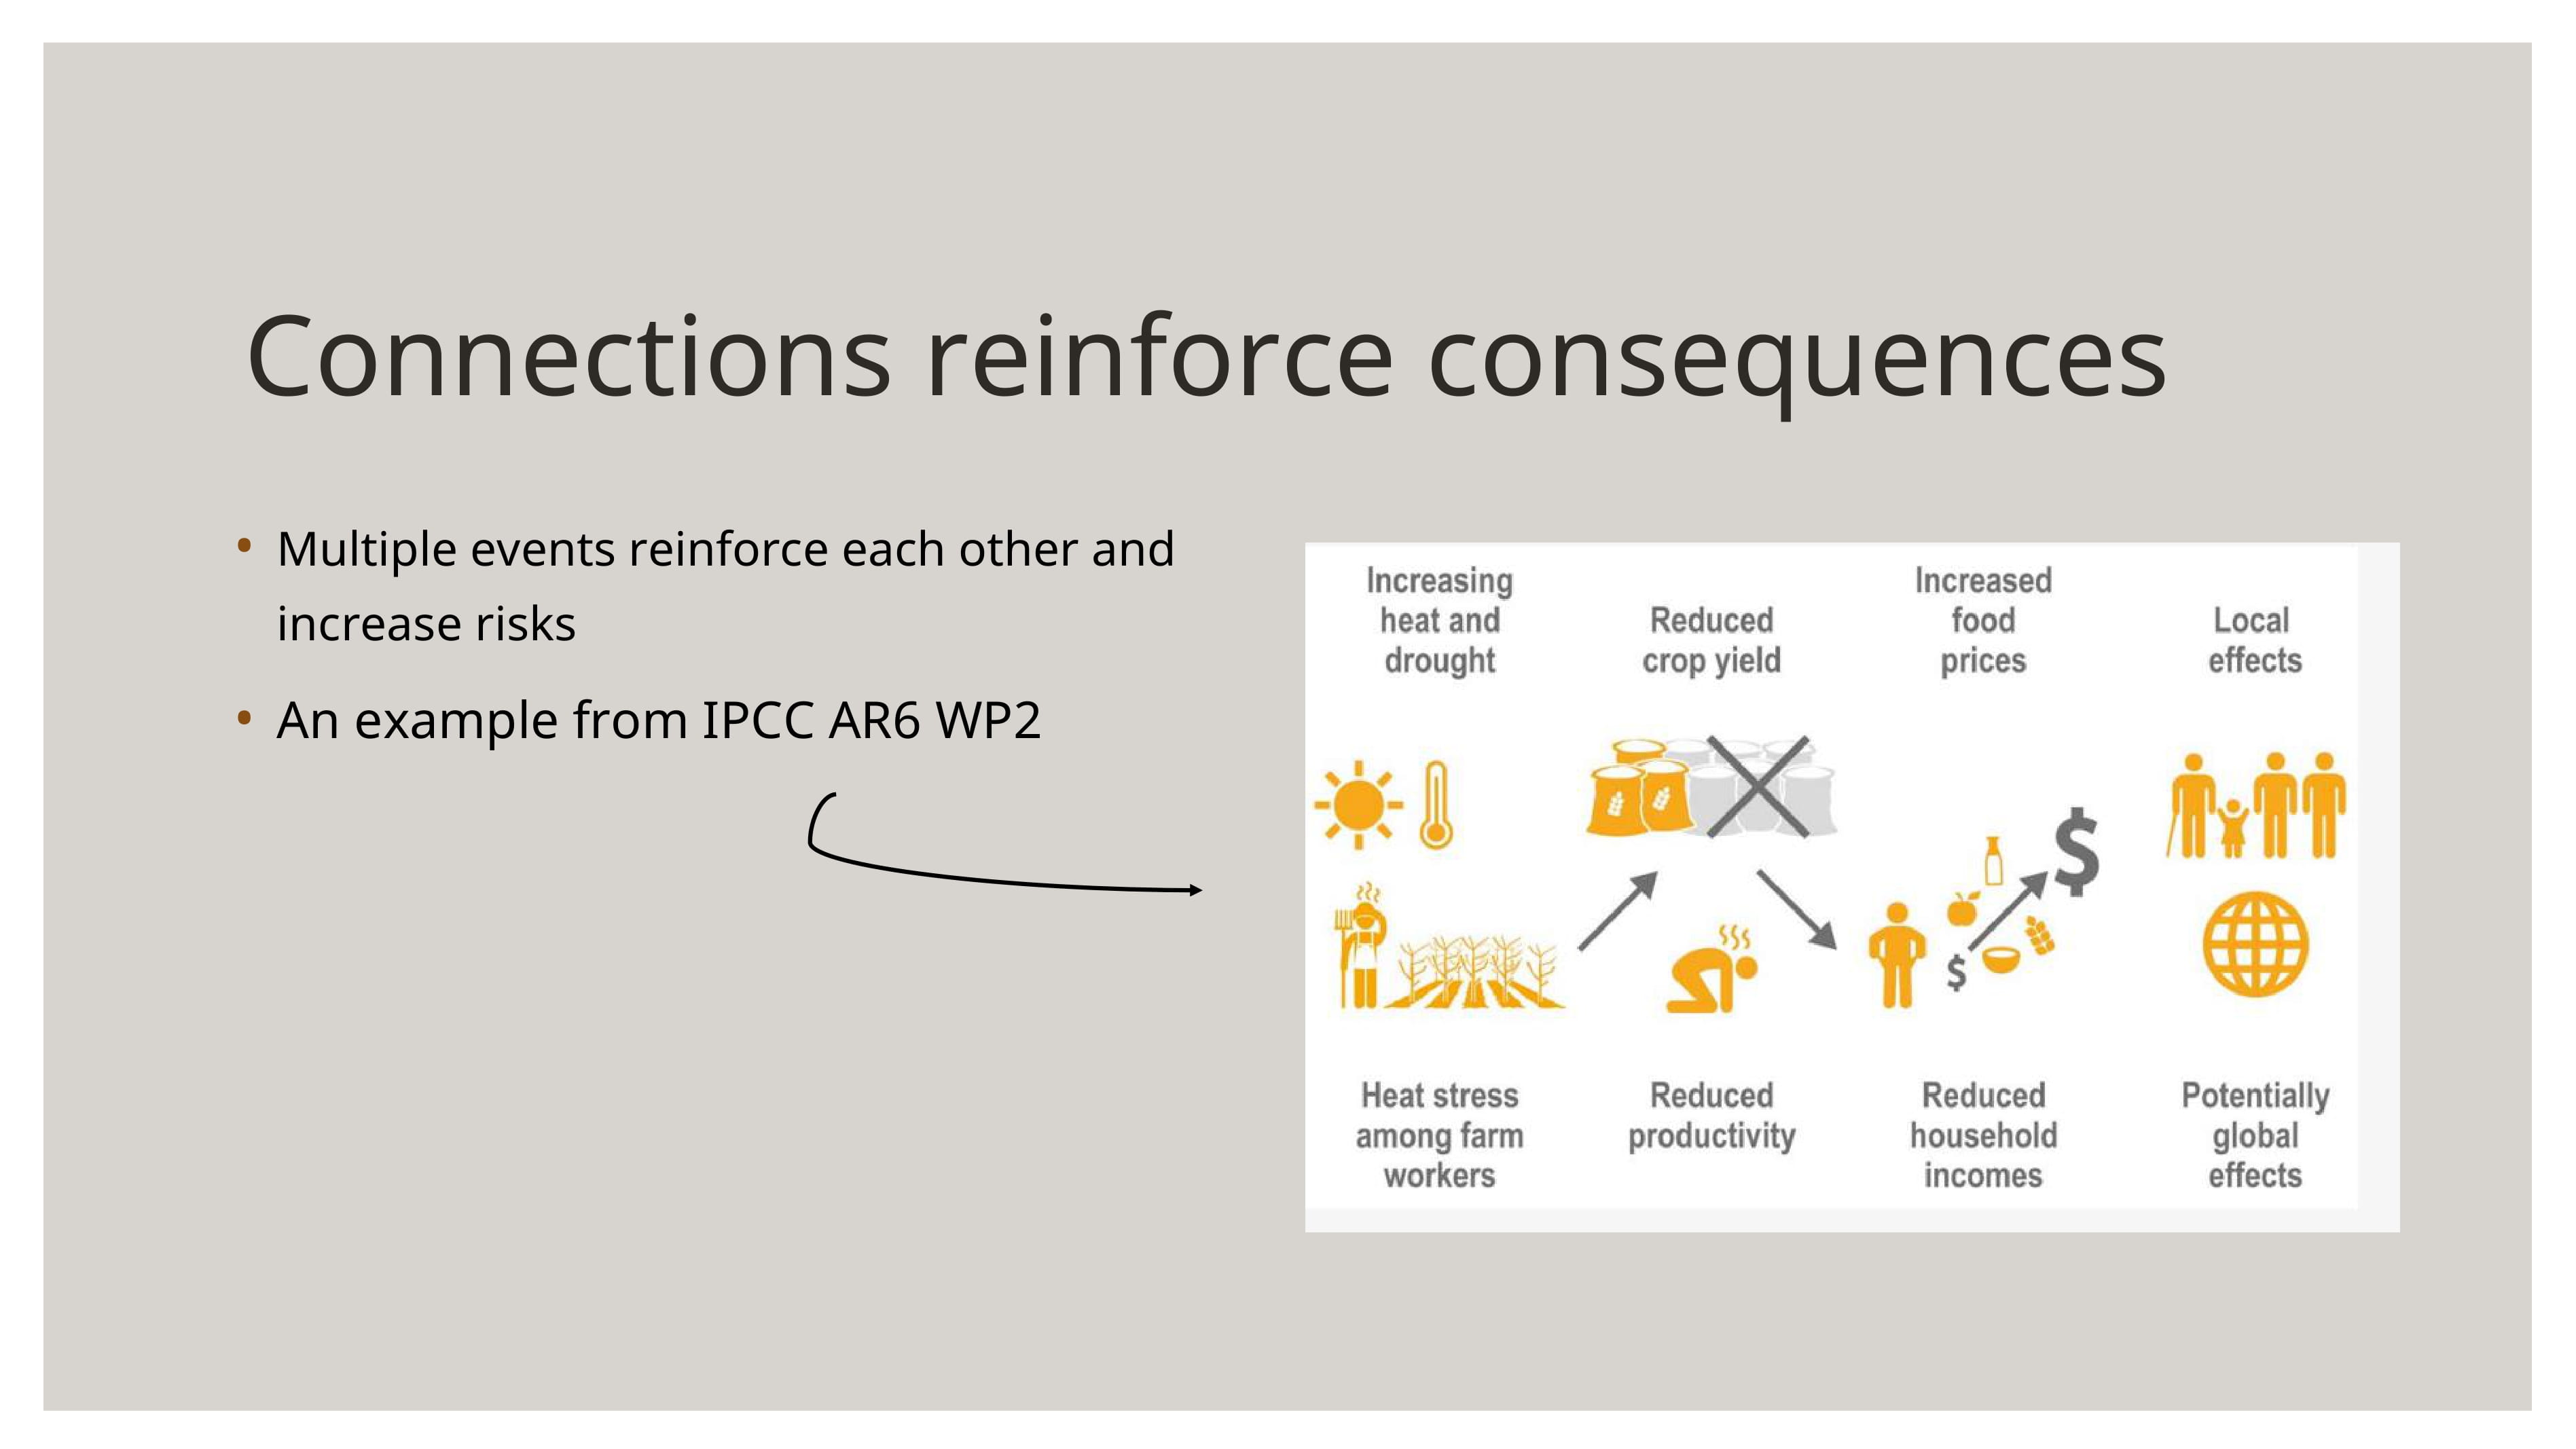 Connections reinforce consequences
• Multiple events reinforce each other and
increase risks
• An example from IPCC AR6 WP2
Increasing
heat and
drought
Reduced
crop yield
Increased
food
prices
Local
effects
$
$
Heat stress
among farm
workers
Reduced
productivity
Reduced
household
incomes
Potentially
global
effects